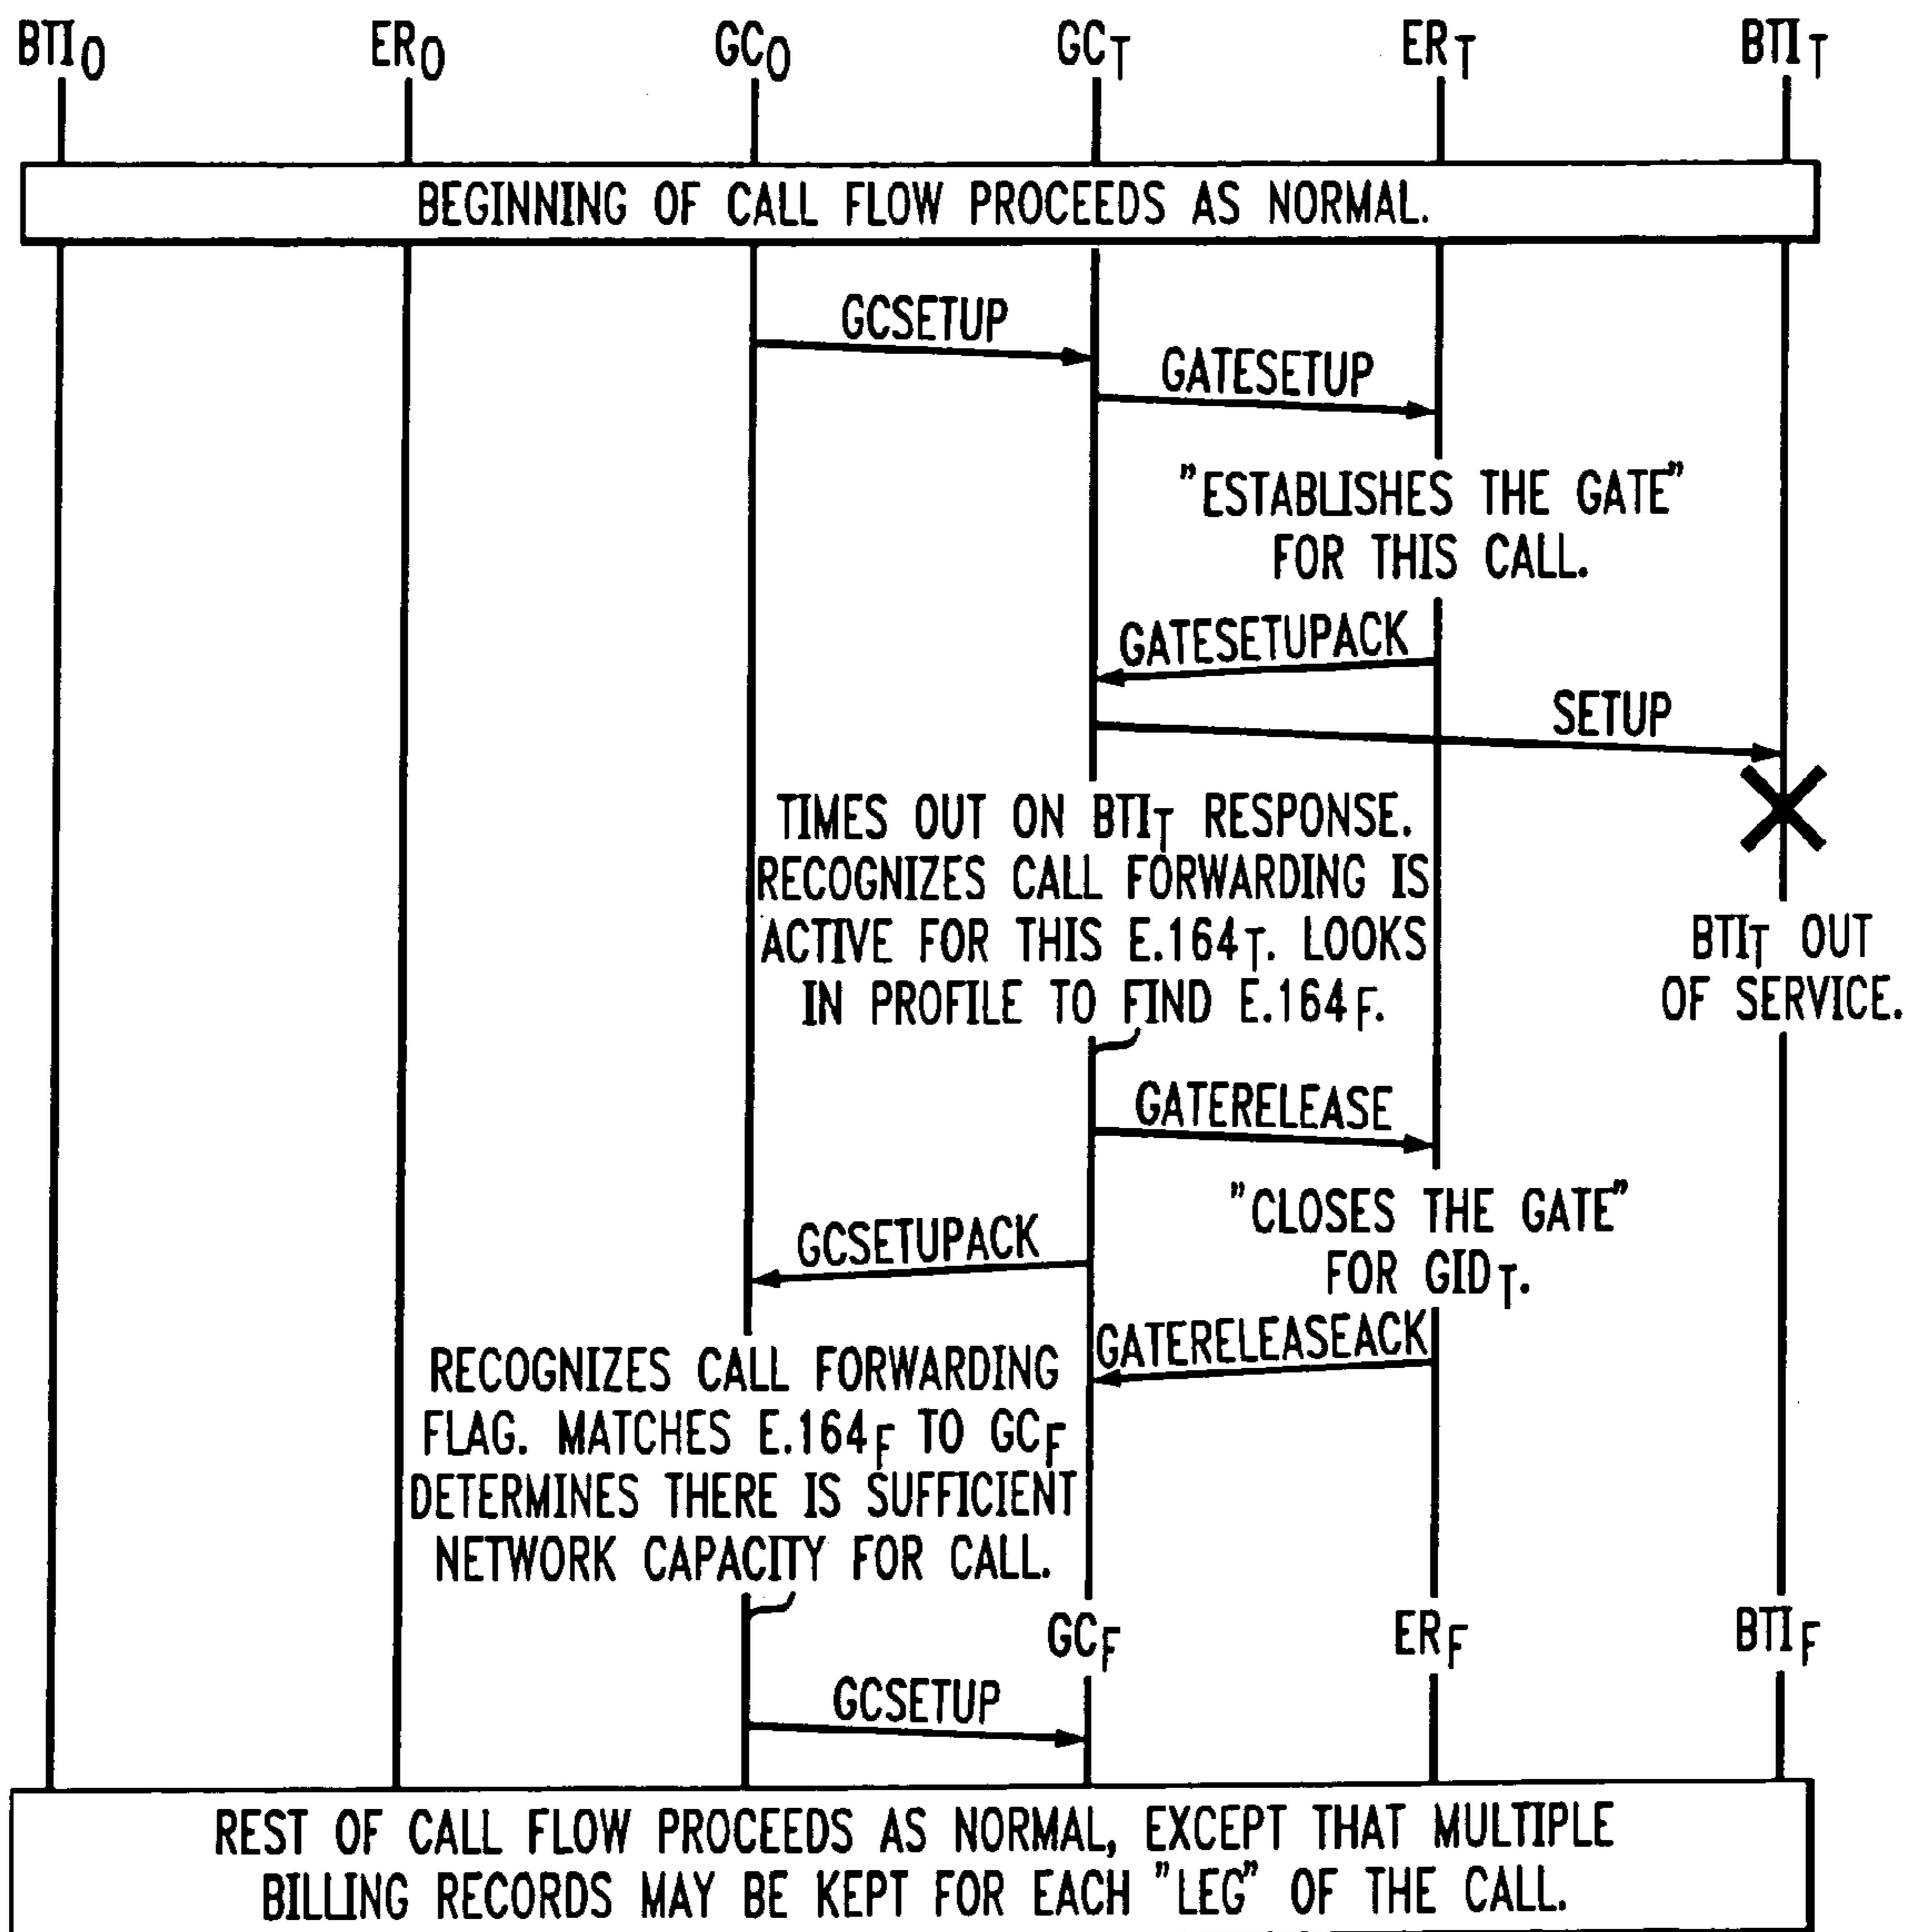 BTIO ERO GCO GCT ERT BTIT
BEGINNING OF CALL FLOW PROCEEDS AS NORMAL.
GCSETUP
GATESETUP
"ESTABLISHES THE GATE"
FOR THIS CALL.
GATESETUPACK
SETUP
TIMES OUT ON BTIT RESPONSE.
RECOGNIZES CALL FORWARDING IS
ACTIVE FOR THIS E.164T. LOOKS
IN PROFILE TO FIND E.164F.
BTIT OUT
OF SERVICE.
GATERELEASE
"CLOSES THE GATE"
FOR GIDT.
GCSETUPACK
GATERELEASEACK
RECOGNIZES CALL FORWARDING
FLAG. MATCHES E.164F TO GCF
DETERMINES THERE IS SUFFICIENT
NETWORK CAPACITY FOR CALL.
GCF ERF BTIF
GCSETUP
REST OF CALL FLOW PROCEEDS AS NORMAL, EXCEPT THAT MULTIPLE
BILLING RECORDS MAY BE KEPT FOR EACH "LEG" OF THE CALL.